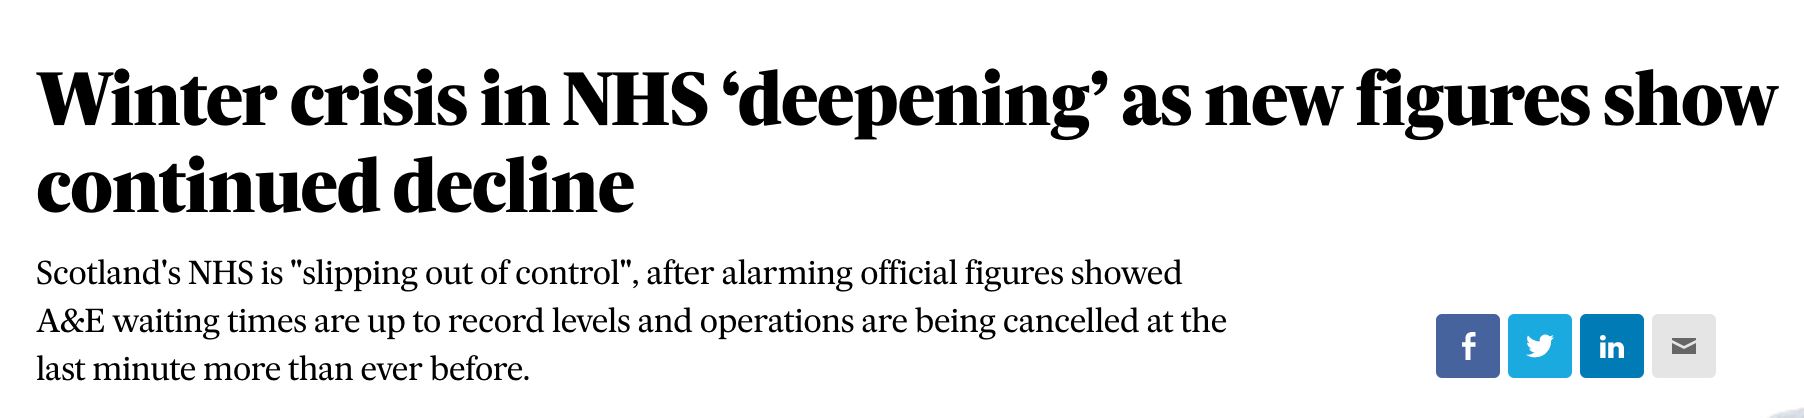 Winter crisis in NHS ‘deepening’ as new figures show
continued decline
Scotland's NHS is "slipping out of control", after alarming official figures showed
A&E waiting times are up to record levels and operations are being cancelled at the
last minute more than ever before.
f
in